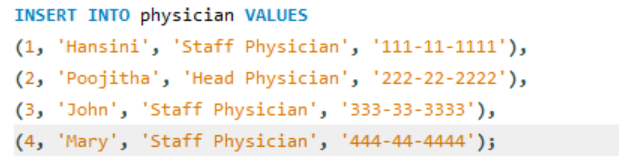 INSERT INTO physician VALUES
(1, 'Hansini', 'Staff Physician', '111-11-1111'),
(2, 'Poojitha', 'Head Physician', '222-22-2222'),
(3, 'John', 'Staff Physician', '333-33-3333'),
(4, 'Mary', 'Staff Physician', '444-44-4444');